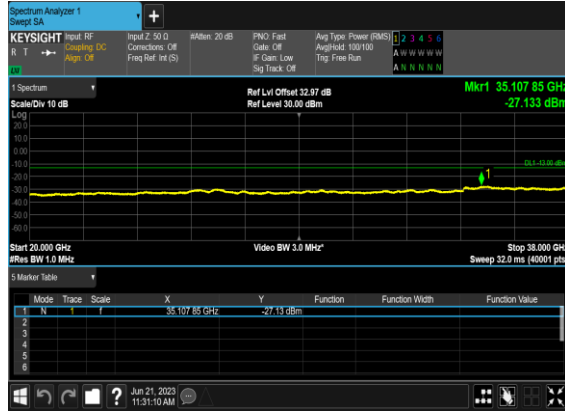 Spectrum Analyzer 1
Swept SA
+
KEYSIGHT Input: RF Input Z: 50 Ω #Atten: 20 dB PNO: Fast Avg Type: Power (RMS) 1 2 3 4 5 6
R T Coupling: DC Corrections: Off Gate: Off Avg|Hold: 100/100 A W W W W W
Align: Off Freq Ref: Int (S) IF Gain: Low Trig: Free Run
Sig Track: Off A N N N N N
1 Spectrum Ref Lvl Offset 32.97 dB Mkr1 35.107 85 GHz
Scale/Div 10 dB Ref Level 30.00 dBm -27.133 dBm
Log
20.0
10.0
0.00
-10.0
DL1 -13.00 dBm
-20.0
1
-30.0
-40.0
-50.0
-60.0
Start 20.000 GHz Video BW 3.0 MHz* Stop 38.000 GHz
#Res BW 1.0 MHz Sweep 32.0 ms (40001 pts
5 Marker Table
Mode Trace Scale X Y Function Function Width Function Value
1 N 1 f 35.107 85 GHz -27.13 dBm
2
3
4
5
6
? Jun 21, 2023
11:31:10 AM